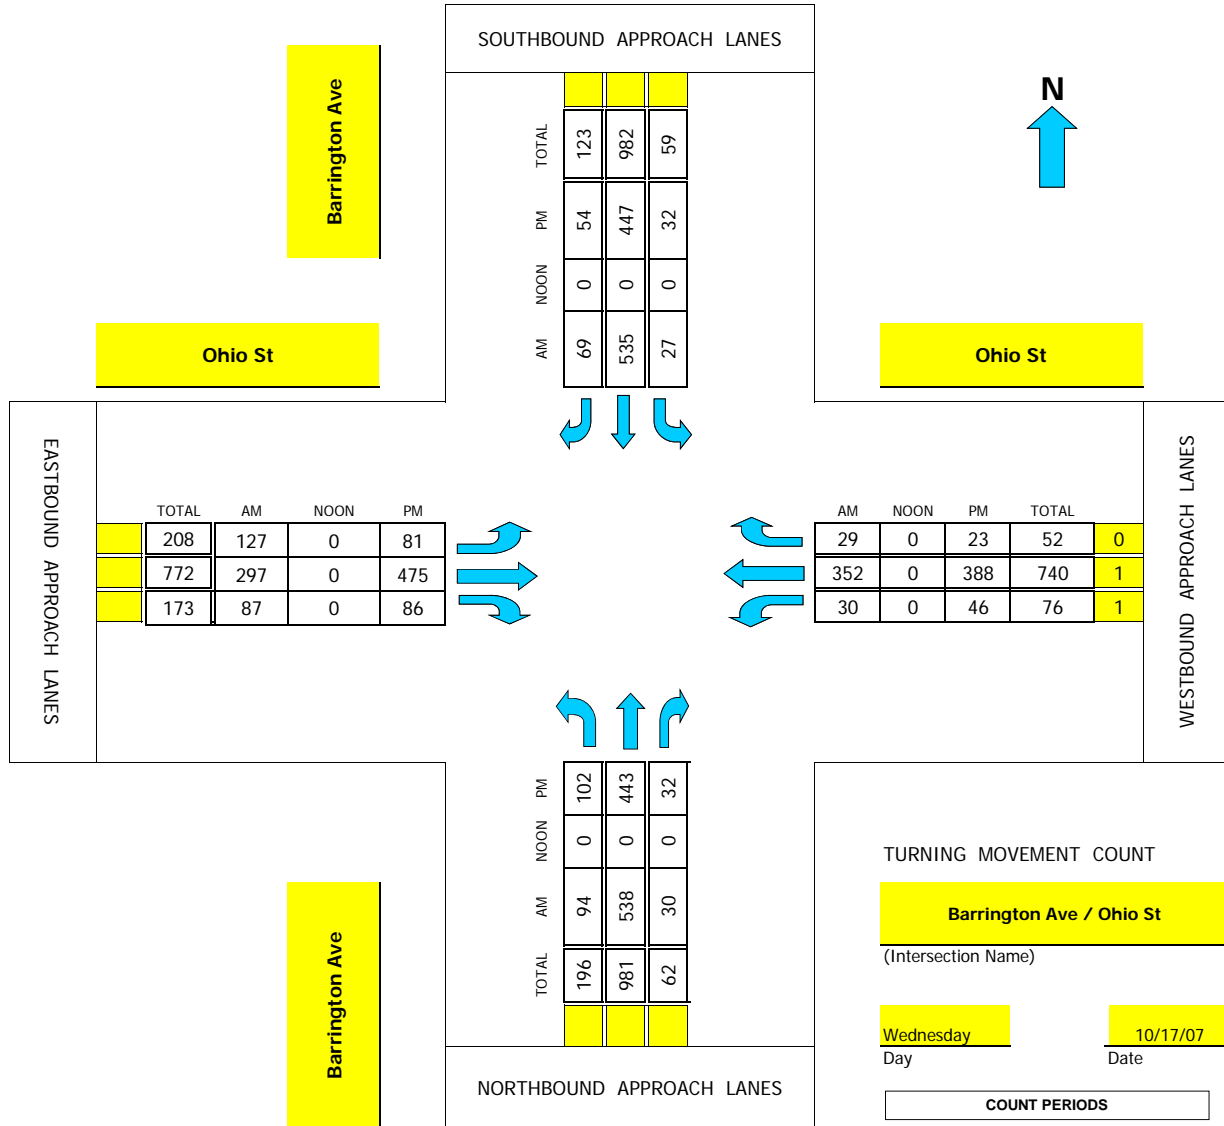 SOUTHBOUND APPROACH LANES
Barrington Ave
N
TOTAL 123 982 59
PM 54 447 32
NOON 0 0 0
AM 69 535 27
Ohio St
Ohio St
EASTBOUND APPROACH LANES
TOTAL AM NOON PM
208 127 0 81
772 297 0 475
173 87 0 86
AM NOON PM TOTAL
29 0 23 52 0
352 0 388 740 1
30 0 46 76 1
WESTBOUND APPROACH LANES
PM 102 443 32
NOON 0 0 0
AM 94 538 30
TOTAL 196 981 62
Barrington Ave
NORTHBOUND APPROACH LANES
TURNING MOVEMENT COUNT
Barrington Ave / Ohio St
(Intersection Name)
Wednesday 10/17/07
Day Date
COUNT PERIODS